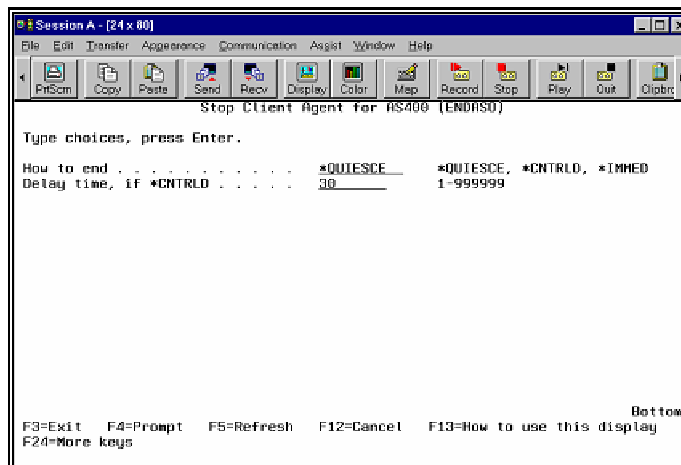 Session A - [24 x 80]
File Edit Transfer Appearance Communication Assist Window Help
PrtScrn Copy Paste Send Recv Display Color Map Record Stop Play Quit Clipbrd
Stop Client Agent for AS400 (ENDASO)
Type choices, press Enter.
How to end . . . . . . . . . . . *QUIESCE *QUIESCE, *CNTRLD, *IMMED
Delay time, if *CNTRLD . . . . . 30 1-999999
Bottom
F3=Exit F4=Prompt F5=Refresh F12=Cancel F13=How to use this display
F24=More keys